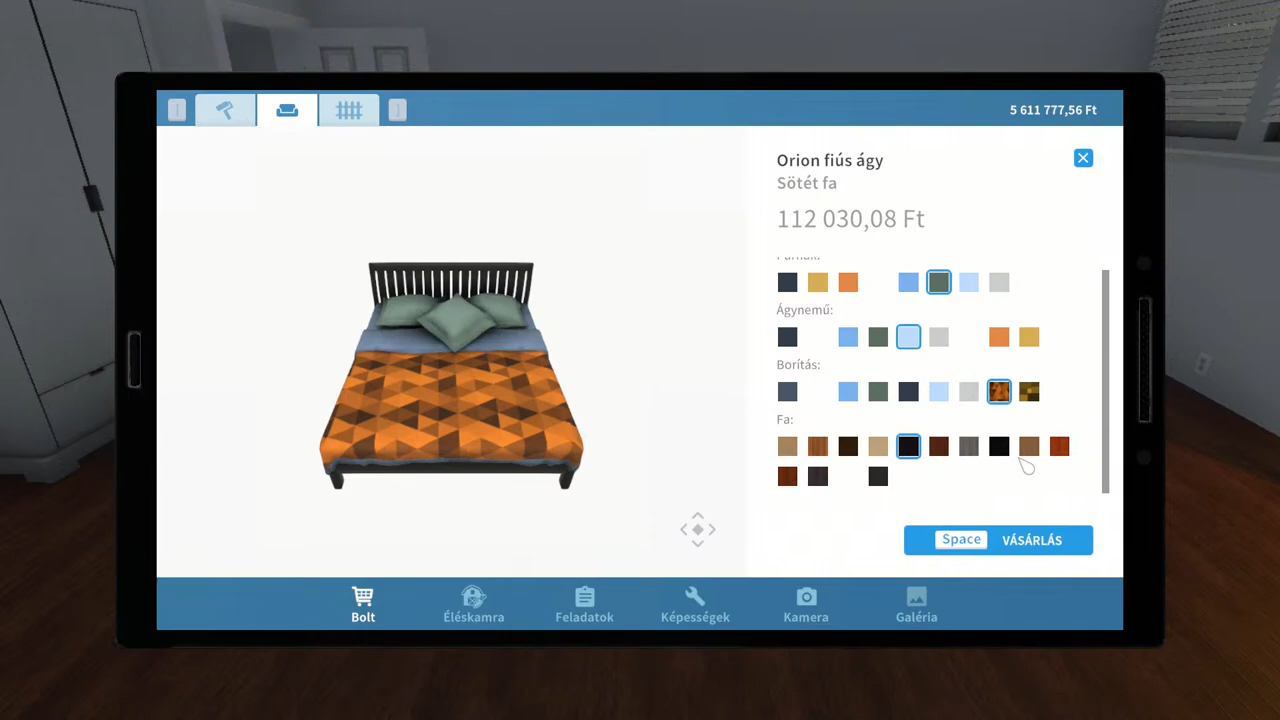 5 611 777,56 Ft
Orion fiús ágy
Sötét fa
112 030,08 Ft
Párnák:
Ágynemű:
Borítás:
Fa:
Space VÁSÁRLÁS
Bolt
Éléskamra
Feladatok
Képességek
Kamera
Galéria